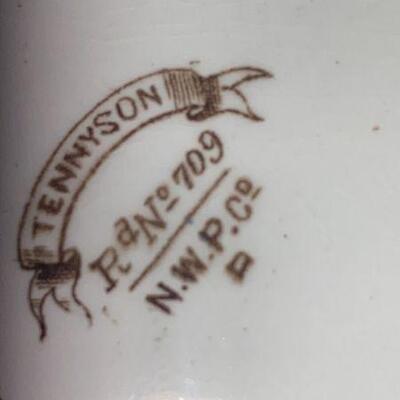 TENNYSON
Rd No 709
N.W.P. Co